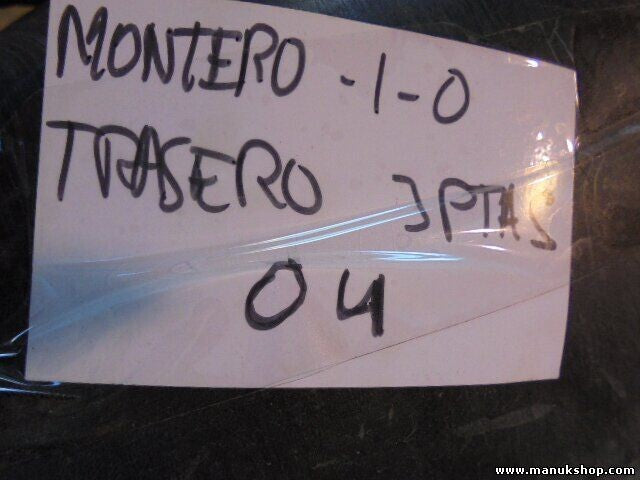 MONTERO -1-0
TRASERO 3PTAS
04
www.manukshop.com